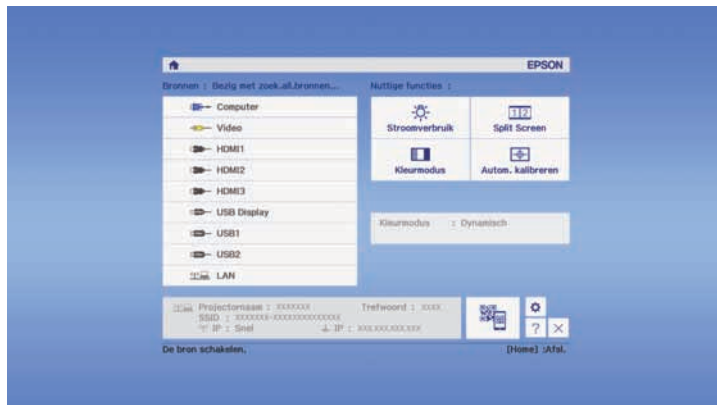 EPSON
Bronnen : Bezig met zoek.all.bronnen...
Computer
Video
HDMI1
HDMI2
HDMI3
USB Display
USB1
USB2
LAN
Nuttige functies :
Stroomverbruik
Split Screen
1 2
Kleurmodus
Autom. kalibreren
Kleurmodus : Dynamisch
Projectornaam : XXXXXXX Trefwoord : XXXX
SSID : XXXXXXX-XXXXXXXXXXXXX
IP : Snel IP : XXX.XXX.XXX.XXX
?
De bron schakelen. [Home] :Afsl.